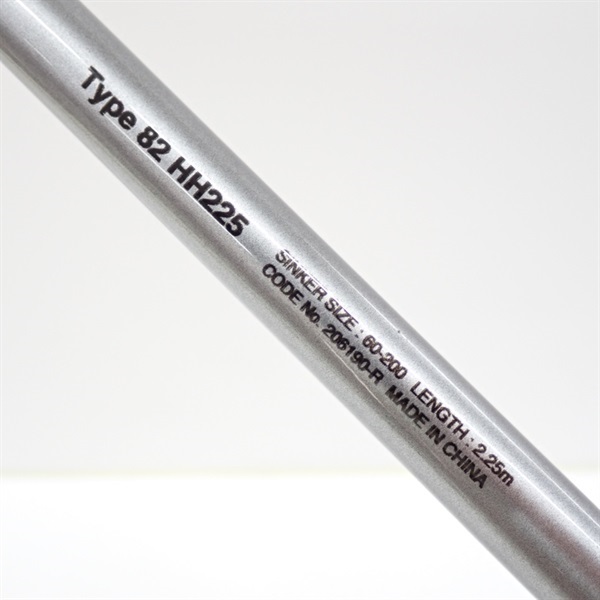 Type 82 HH225
SINKER SIZE : 60-200 LENGTH : 2.25m
CODE No. 206190-R MADE IN CHINA